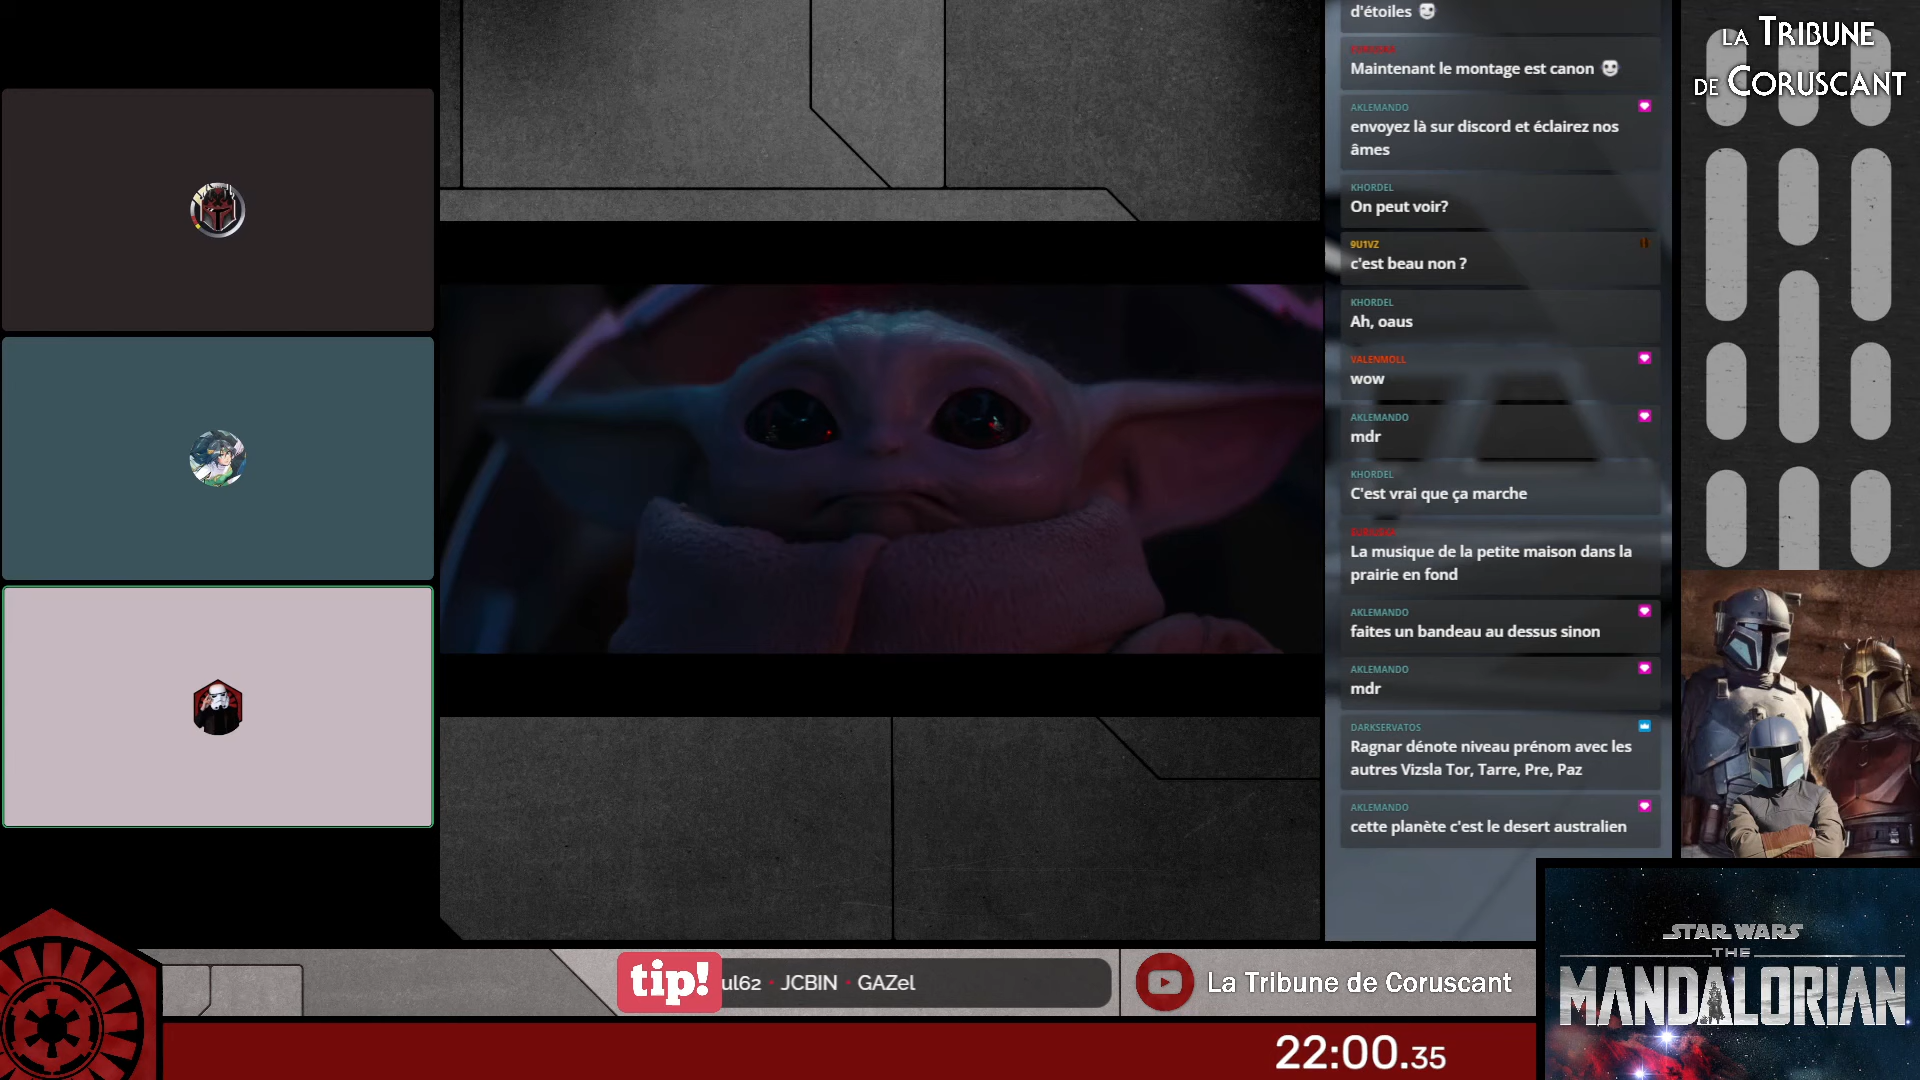 d'étoiles
Maintenant le montage est canon
AKLEMANDO
envoyez là sur discord et éclairez nos
âmes
KHORDEL
On peut voir?
9U1VZ
c'est beau non ?
KHORDEL
Ah, oaus
VALENMOLL
wow
AKLEMANDO
mdr
KHORDEL
C'est vrai que ça marche
La musique de la petite maison dans la
prairie en fond
AKLEMANDO
faites un bandeau au dessus sinon
AKLEMANDO
mdr
DARKSERVATOS
Ragnar dénote niveau prénom avec les
autres Vizsla Tor, Tarre, Pre, Paz
AKLEMANDO
cette planète c'est le desert australien
LA TRIBUNE
DE CORUSCANT
tip! ul62 • JCBIN • GAZel
La Tribune de Coruscant
22:00.35
STAR WARS
THE
MANDALORIAN